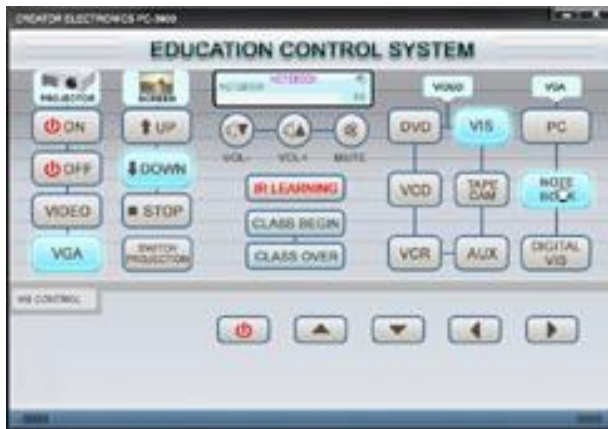 CREATOR ELECTRONICS PC-3900
EDUCATION CONTROL SYSTEM
PROJECTOR
SCREEN
NOTEBOOK
VIDEO
VGA
ON
UP
DVD
VIS
PC
VOL-
VOL+
MUTE
OFF
DOWN
IR LEARNING
VCD
TAPE CAM
NOTE BOOK
VIDEO
STOP
CLASS BEGIN
VGA
SWITCH PROJECTION
CLASS OVER
VCR
AUX
DIGITAL VIS
VIS CONTROL